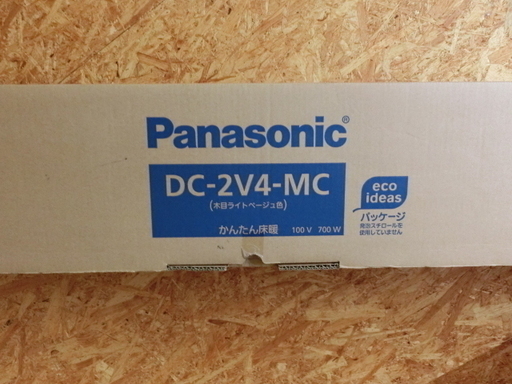 Panasonic®
DC-2V4-MC
(木目ライトベージュ色)
かんたん床暖 100V 700W
eco
ideas
パッケージ
発泡スチロールを
使用していません